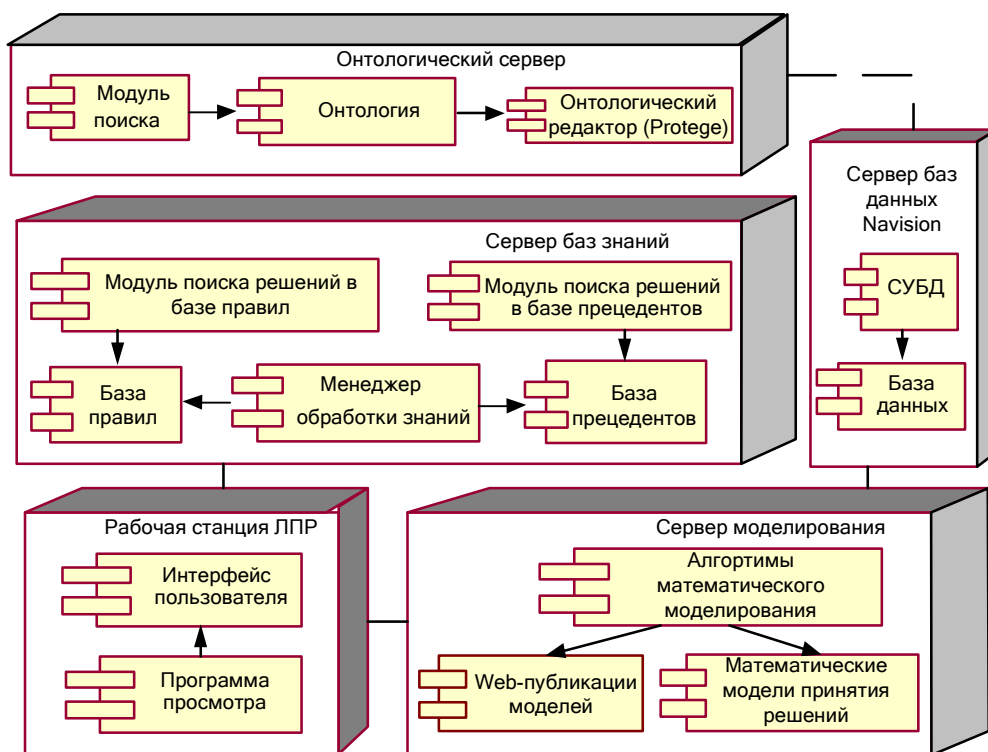 Онтологический сервер
Модуль
поиска
Онтология
Онтологический
редактор (Protege)
Сервер баз
данных
Navision
СУБД
База
данных
Сервер баз знаний
Модуль поиска решений в
базе правил
Модуль поиска решений
в базе прецедентов
База
правил
Менеджер
обработки знаний
База
прецедентов
Рабочая станция ЛПР
Интерфейс
пользователя
Программа
просмотра
Сервер моделирования
Алгортимы
математического
моделирования
Web-публикации
моделей
Математические
модели принятия
решений